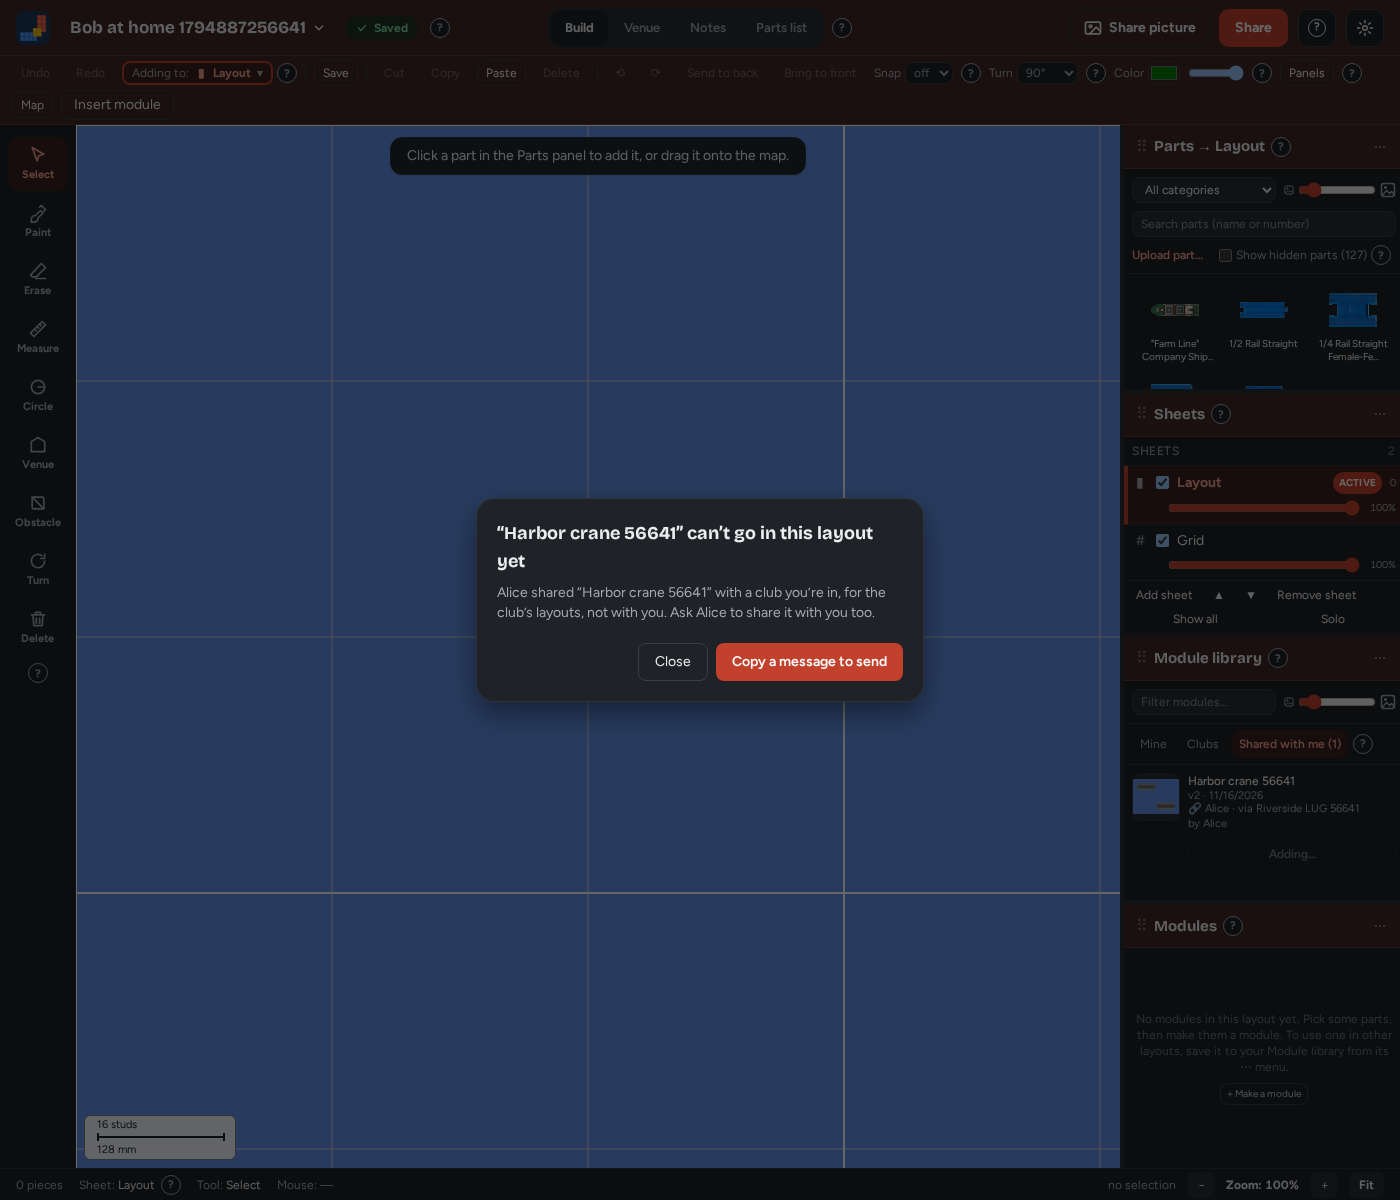 Bob at home 1794887256641
Saved
?
Build
Venue
Notes
Parts list
?
Share picture
Share
?
Undo
Redo
Adding to: Layout ▾
?
Save
Cut
Copy
Paste
Delete
⟲
⟳
Send to back
Bring to front
Snap off
?
Turn 90°
?
Color
?
Panels
?
Map
Insert module
Select
Paint
Erase
Measure
Circle
Venue
Obstacle
Turn
Delete
?
Click a part in the Parts panel to add it, or drag it onto the map.
“Harbor crane 56641” can’t go in this layout
yet
Alice shared “Harbor crane 56641” with a club you’re in, for the
club’s layouts, not with you. Ask Alice to share it with you too.
Close
Copy a message to send
16 studs
128 mm
Parts → Layout ?
···
All categories
Search parts (name or number)
Upload part...
Show hidden parts (127) ?
"Farm Line"
Company Ship...
1/2 Rail Straight
1/4 Rail Straight
Female-Fe...
Sheets ?
···
SHEETS
2
Layout
ACTIVE
0
100%
# Grid
100%
Add sheet
▲
▼
Remove sheet
Show all
Solo
Module library ?
···
Filter modules...
Mine
Clubs
Shared with me (1)
?
Harbor crane 56641
v2 · 11/16/2026
🔗 Alice · via Riverside LUG 56641
by Alice
Adding...
Modules ?
···
No modules in this layout yet. Pick some parts,
then make them a module. To use one in other
layouts, save it to your Module library from its
··· menu.
+ Make a module
0 pieces
Sheet: Layout
?
Tool: Select
Mouse: —
no selection
−
Zoom: 100%
+
Fit